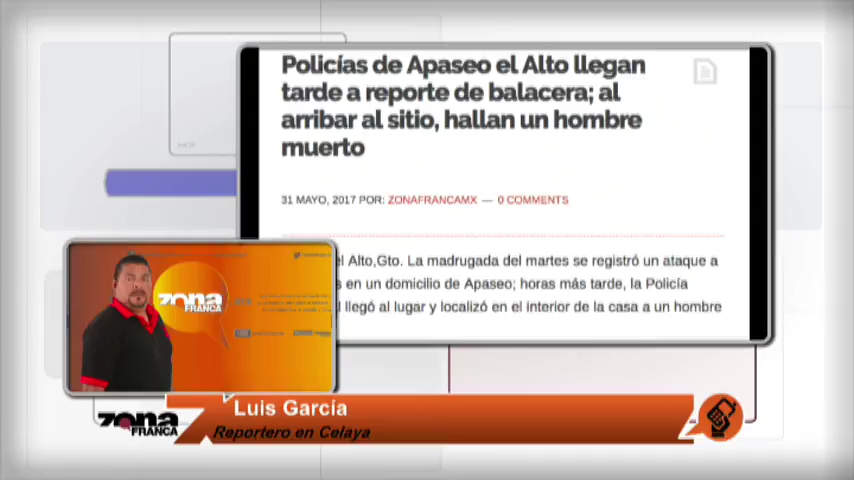 Policías de Apaseo el Alto llegan
tarde a reporte de balacera; al
arribar al sitio, hallan un hombre
muerto
31 MAYO, 2017 POR: ZONAFRANCAMX — 0 COMMENTS
el Alto,Gto. La madrugada del martes se registró un ataque a
s en un domicilio de Apaseo; horas más tarde, la Policía
l llegó al lugar y localizó en el interior de la casa a un hombre
zona
FRANCA
Luis García
Reportero en Celaya
zona
FRANCA